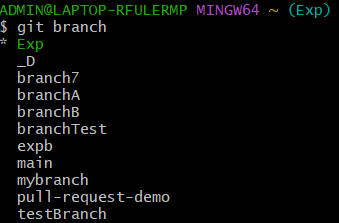 ADMIN@LAPTOP-RFULERMP MINGW64 ~ (Exp)
$ git branch
* Exp
_D
branch7
branchA
branchB
branchTest
expb
main
mybranch
pull-request-demo
testBranch